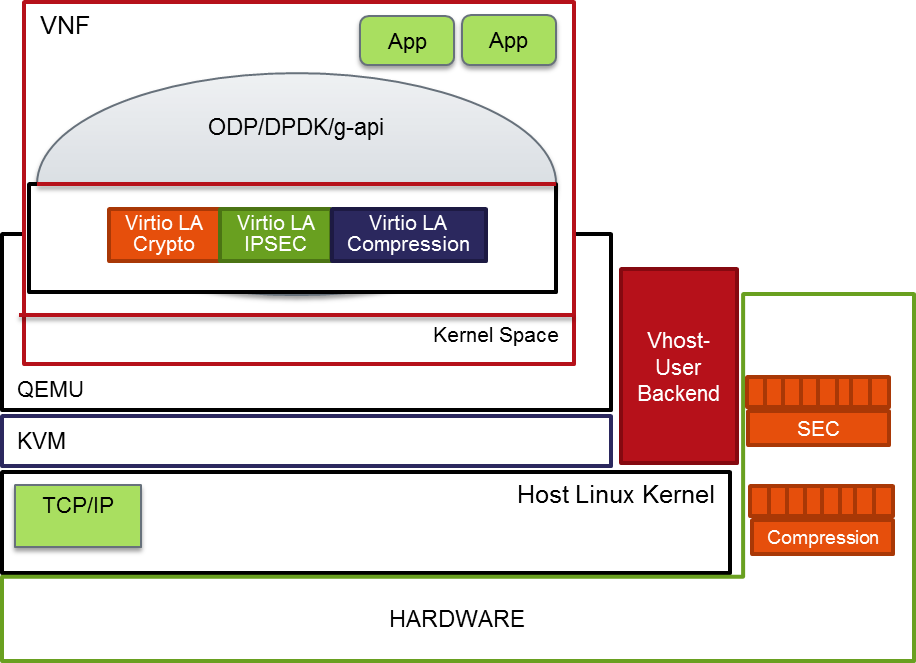 VNF
App
App
ODP/DPDK/g-api
Virtio LA
Crypto
Virtio LA
IPSEC
Virtio LA
Compression
Kernel Space
QEMU
Vhost-
User
Backend
KVM
SEC
TCP/IP
Host Linux Kernel
Compression
HARDWARE